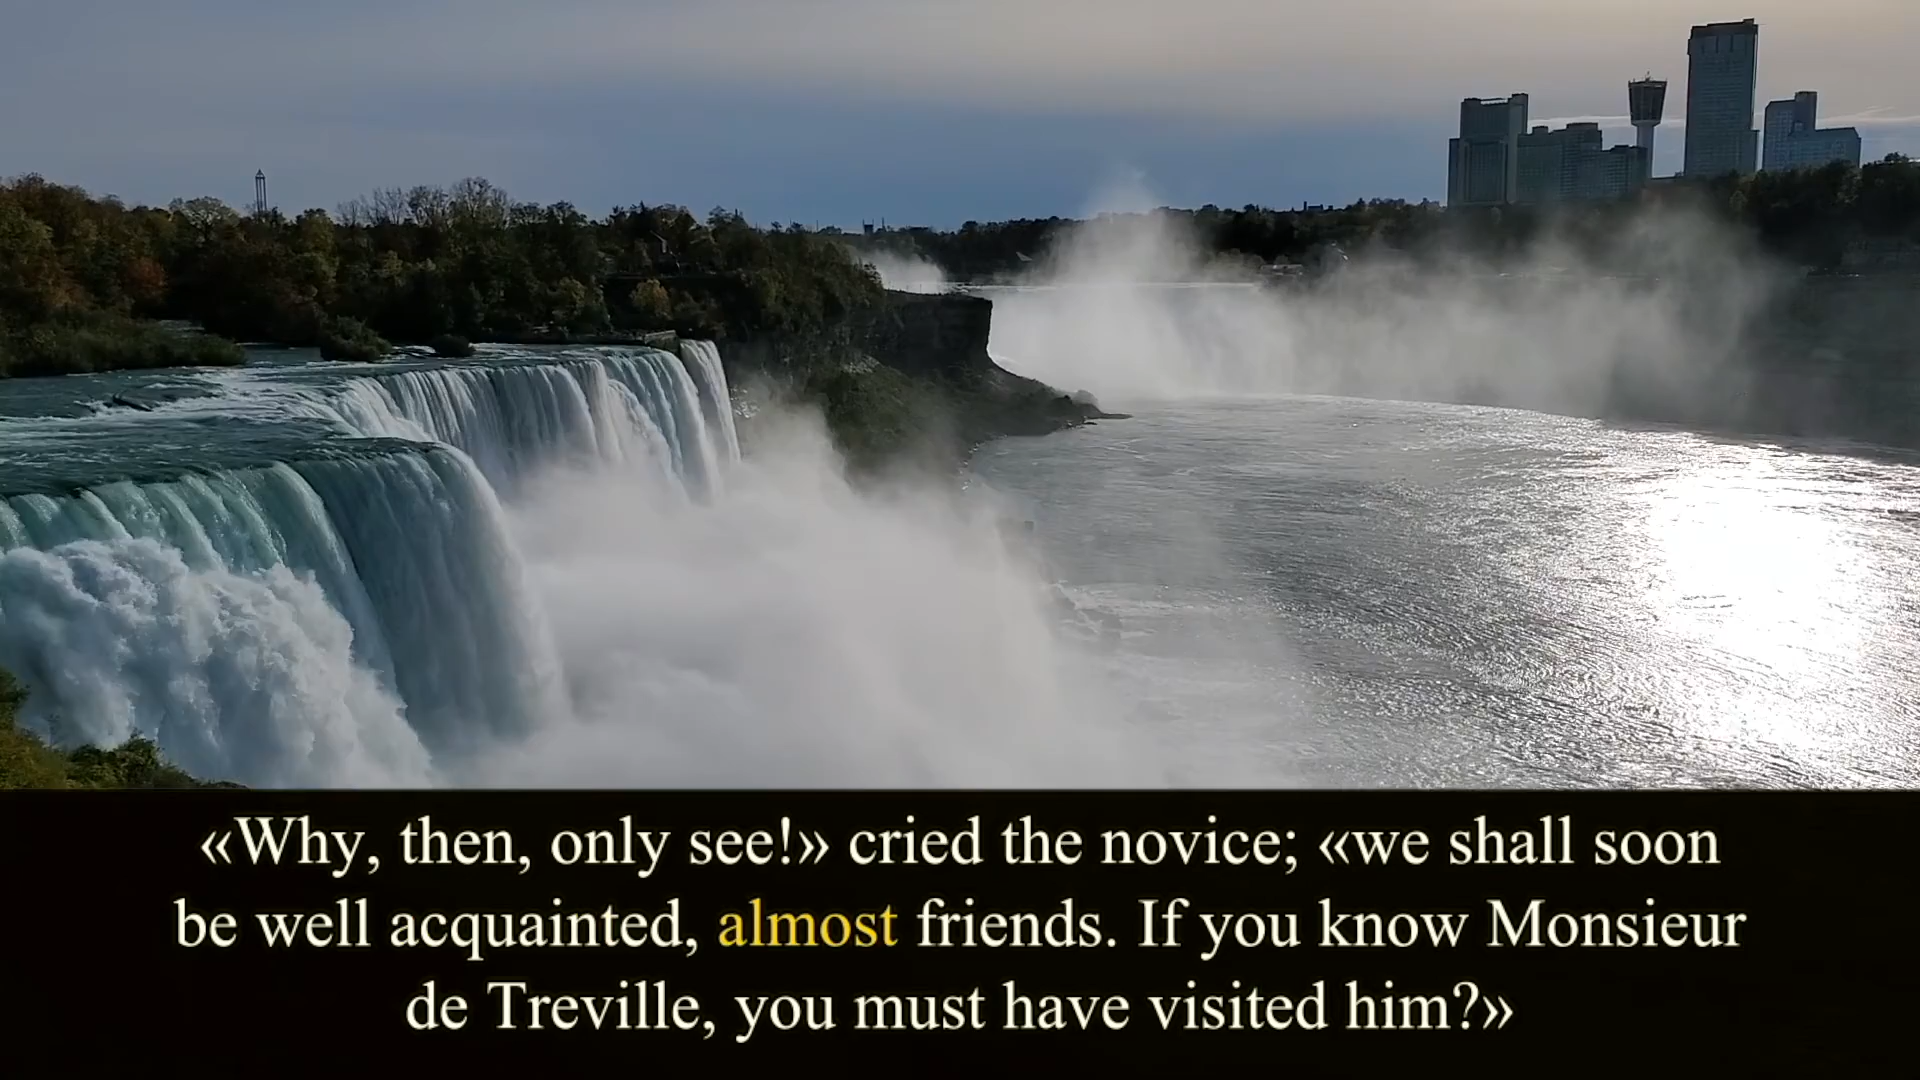 «Why, then, only see!» cried the novice; «we shall soon
be well acquainted, almost friends. If you know Monsieur
de Treville, you must have visited him?»